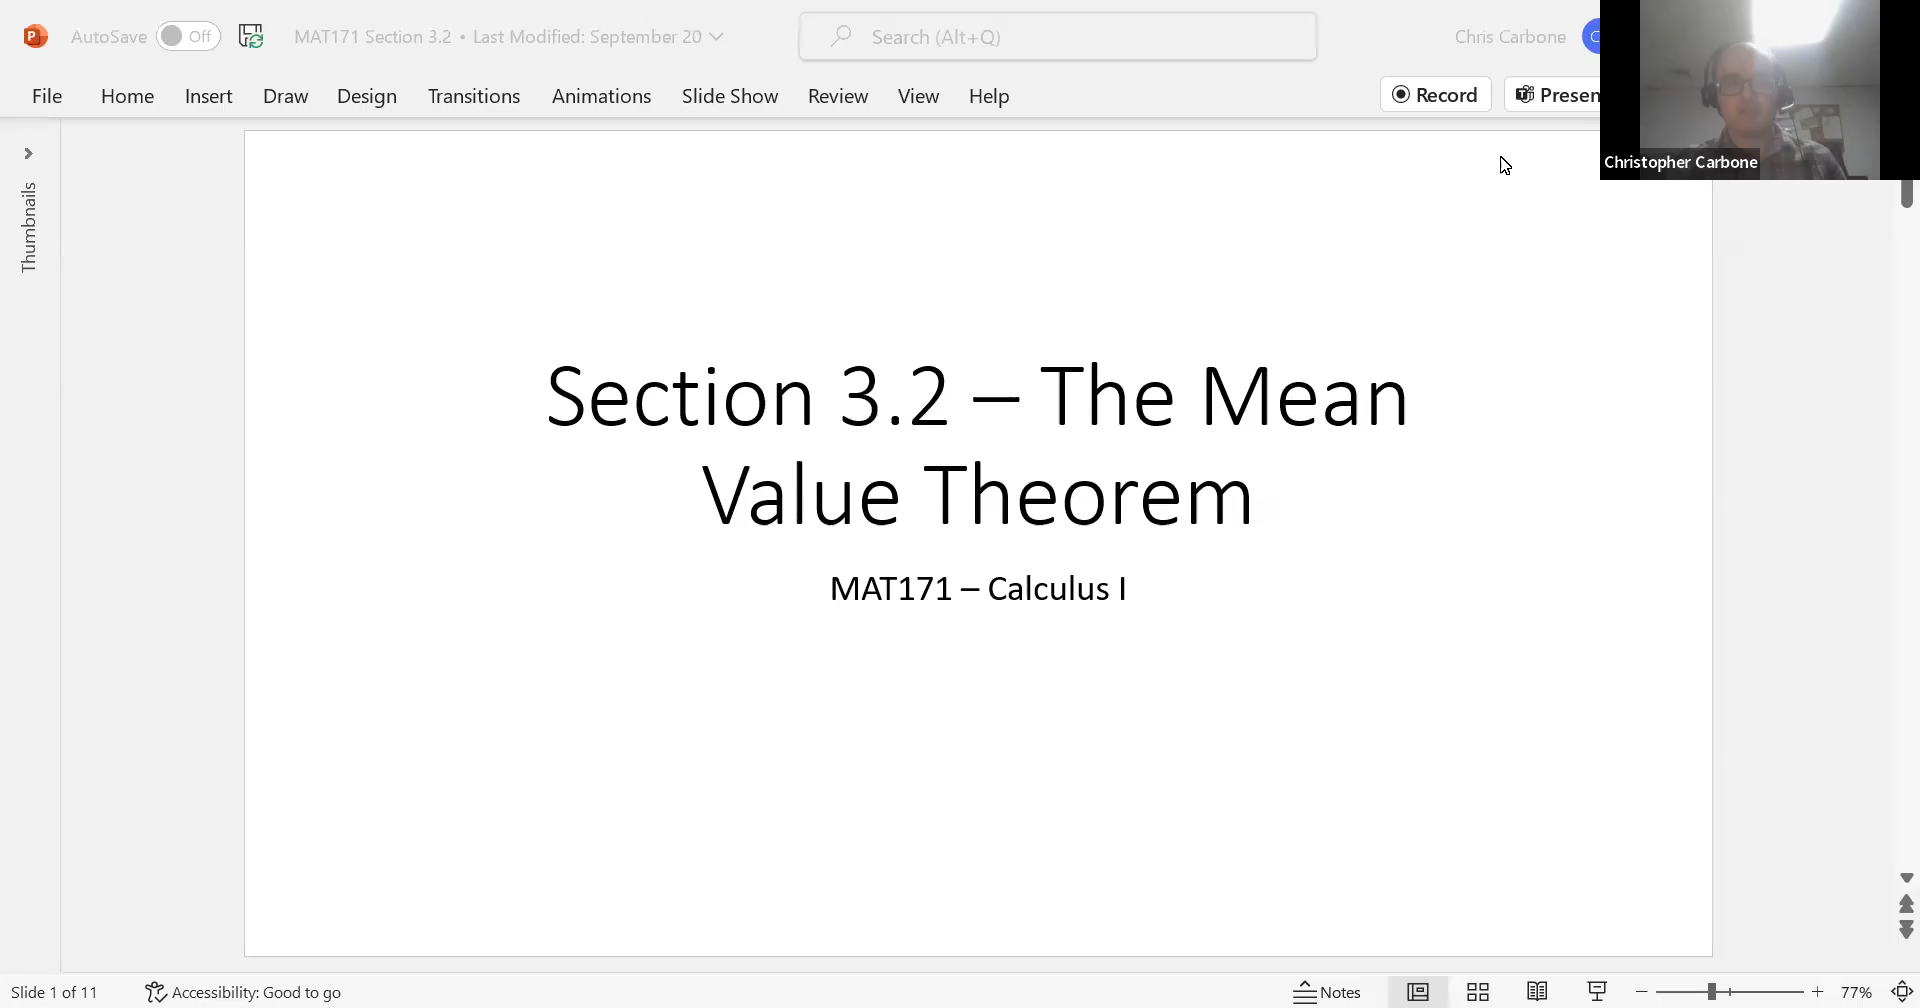 AutoSave Off MAT171 Section 3.2 • Last Modified: September 20 Search (Alt+Q) Chris Carbone
File Home Insert Draw Design Transitions Animations Slide Show Review View Help Record Presen
Christopher Carbone
Thumbnails
Section 3.2 – The Mean
Value Theorem
MAT171 – Calculus I
Slide 1 of 11 Accessibility: Good to go Notes 77%